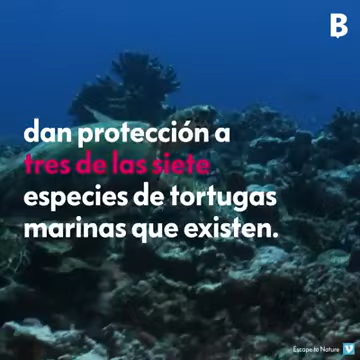 B
dan protección a
tres de las siete
especies de tortugas
marinas que existen.
Escape to Nature